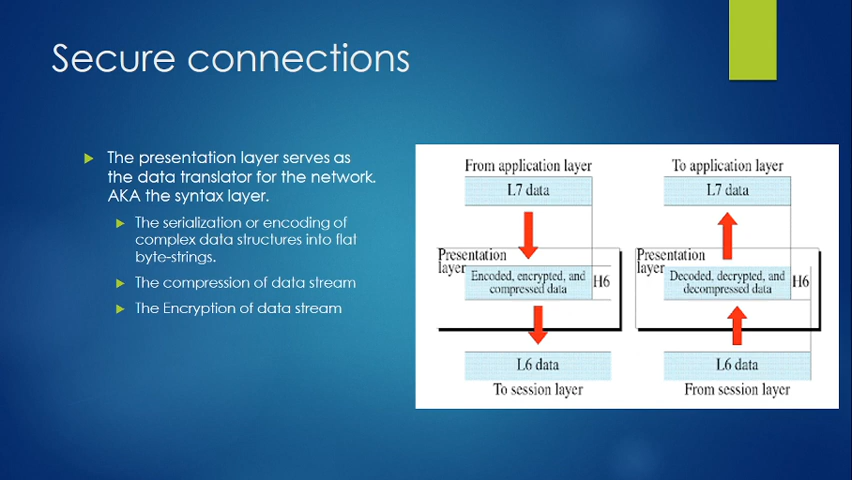 Secure connections
The presentation layer serves as
the data translator for the network.
AKA the syntax layer.
The serialization or encoding of
complex data structures into flat
byte-strings.
The compression of data stream
The Encryption of data stream
From application layer
L7 data
Presentation
layer
Encoded, encrypted, and
compressed data
H6
L6 data
To session layer
To application layer
L7 data
Presentation
layer
Decoded, decrypted, and
decompressed data
H6
L6 data
From session layer